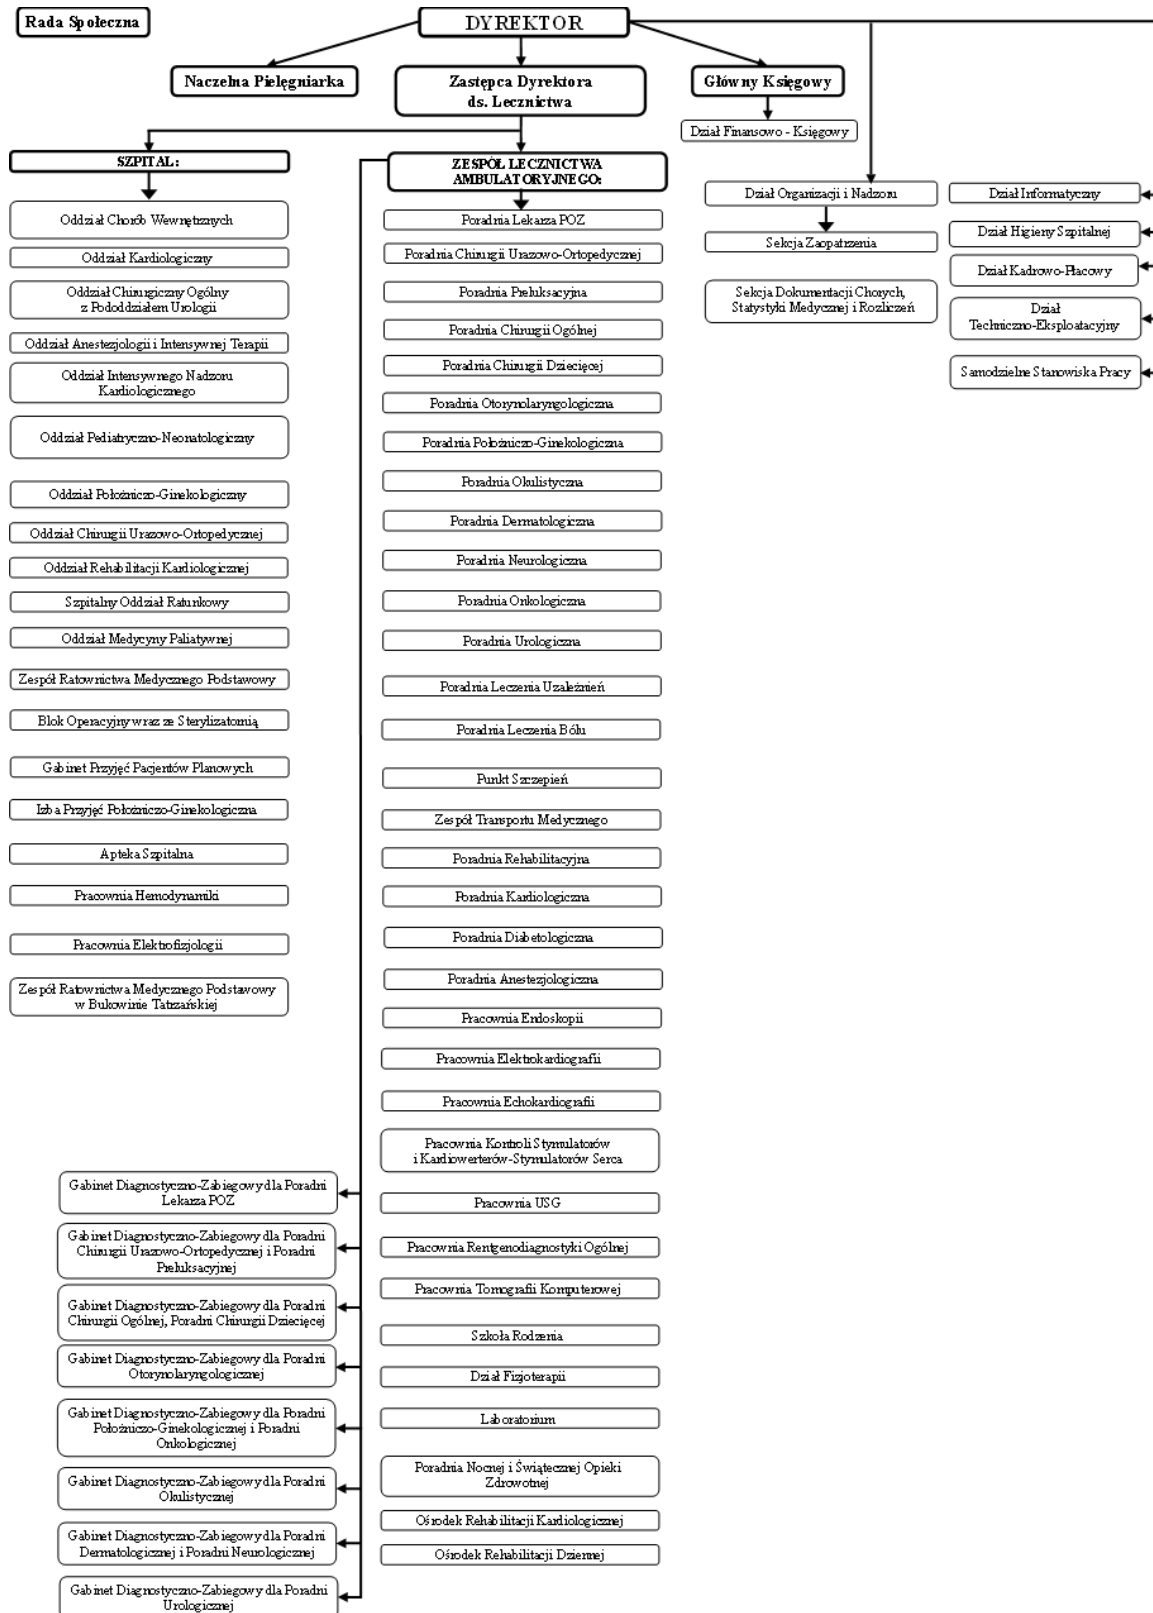 Rada Społeczna
DYREKTOR
Naczelna Pielęgniarka
Zastępca Dyrektora
ds. Lecznictwa
Główny Księgowy
Dział Finansowo - Księgowy
SZPITAL:
Oddział Chorób Wewnętrznych
Oddział Kardiologiczny
Oddział Chirurgiczny Ogólny
z Pododdziałem Urologii
Oddział Anestezjologii i Intensywnej Terapii
Oddział Intensywnego Nadzoru
Kardiologicznego
Oddział Pediatryczno-Neonatologiczny
Oddział Położniczo-Ginekologiczny
Oddział Chirurgii Urazowo-Ortopedycznej
Oddział Rehabilitacji Kardiologicznej
Szpitalny Oddział Ratunkowy
Oddział Medycyny Paliatywnej
Zespół Ratownictwa Medycznego Podstawowy
Blok Operacyjny wraz ze Sterylizatornią
Gabinet Przyjęć Pacjentów Planowych
Izba Przyjęć Położniczo-Ginekologiczna
Apteka Szpitalna
Pracownia Hemodynamiki
Pracownia Elektrofizjologii
Zespół Ratownictwa Medycznego Podstawowy
w Bukowinie Tatrzańskiej
ZESPÓŁ LECZNICTWA
AMBULATORYJNEGO:
Poradnia Lekarza POZ
Poradnia Chirurgii Urazowo-Ortopedycznej
Poradnia Preluksacyjna
Poradnia Chirurgii Ogólnej
Poradnia Chirurgii Dziecięcej
Poradnia Otorynolaryngologiczna
Poradnia Położniczo-Ginekologiczna
Poradnia Okulistyczna
Poradnia Dermatologiczna
Poradnia Neurologiczna
Poradnia Onkologiczna
Poradnia Urologiczna
Poradnia Leczenia Uzależnień
Poradnia Leczenia Bólu
Punkt Szczepień
Zespół Transportu Medycznego
Poradnia Rehabilitacyjna
Poradnia Kardiologiczna
Poradnia Diabetologiczna
Poradnia Anestezjologiczna
Pracownia Endoskopii
Pracownia Elektrokardiografii
Pracownia Echokardiografii
Pracownia Kontroli Stymulatorów
i Kardiowerterów-Stymulatorów Serca
Pracownia USG
Pracownia Rentgenodiagnostyki Ogólnej
Pracownia Tomografii Komputerowej
Szkoła Rodzenia
Dział Fizjoterapii
Laboratorium
Poradnia Nocnej i Świątecznej Opieki
Zdrowotnej
Ośrodek Rehabilitacji Kardiologicznej
Ośrodek Rehabilitacji Dziennej
Gabinet Diagnostyczno-Zabiegowy dla Poradni
Lekarza POZ
Gabinet Diagnostyczno-Zabiegowy dla Poradni
Chirurgii Urazowo-Ortopedycznej i Poradni
Preluksacyjnej
Gabinet Diagnostyczno-Zabiegowy dla Poradni
Chirurgii Ogólnej, Poradni Chirurgii Dziecięcej
Gabinet Diagnostyczno-Zabiegowy dla Poradni
Otorynolaryngologicznej
Gabinet Diagnostyczno-Zabiegowy dla Poradni
Położniczo-Ginekologicznej i Poradni
Onkologicznej
Gabinet Diagnostyczno-Zabiegowy dla Poradni
Okulistycznej
Gabinet Diagnostyczno-Zabiegowy dla Poradni
Dermatologicznej i Poradni Neurologicznej
Gabinet Diagnostyczno-Zabiegowy dla Poradni
Urologicznej
Dział Organizacji i Nadzoru
Sekcja Zaopatrzenia
Sekcja Dokumentacji Chorych,
Statystyki Medycznej i Rozliczeń
Dział Informatyczny
Dział Higieny Szpitalnej
Dział Kadrowo-Płacowy
Dział
Techniczno-Eksploatacyjny
Samodzielne Stanowiska Pracy